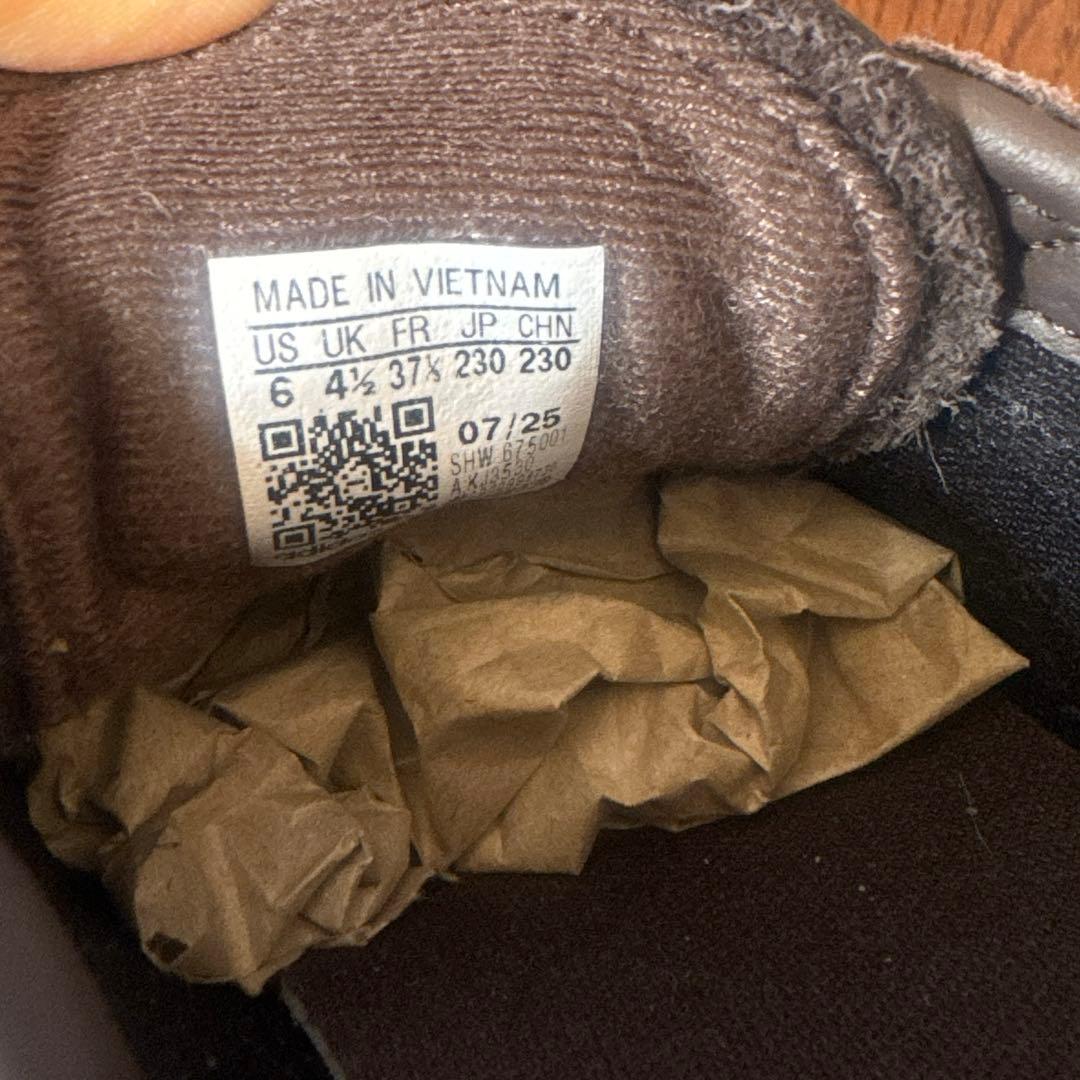 MADE IN VIETNAM
US UK FR JP CHN
6 4½ 37⅓ 230 230
07/25
SHW 675001